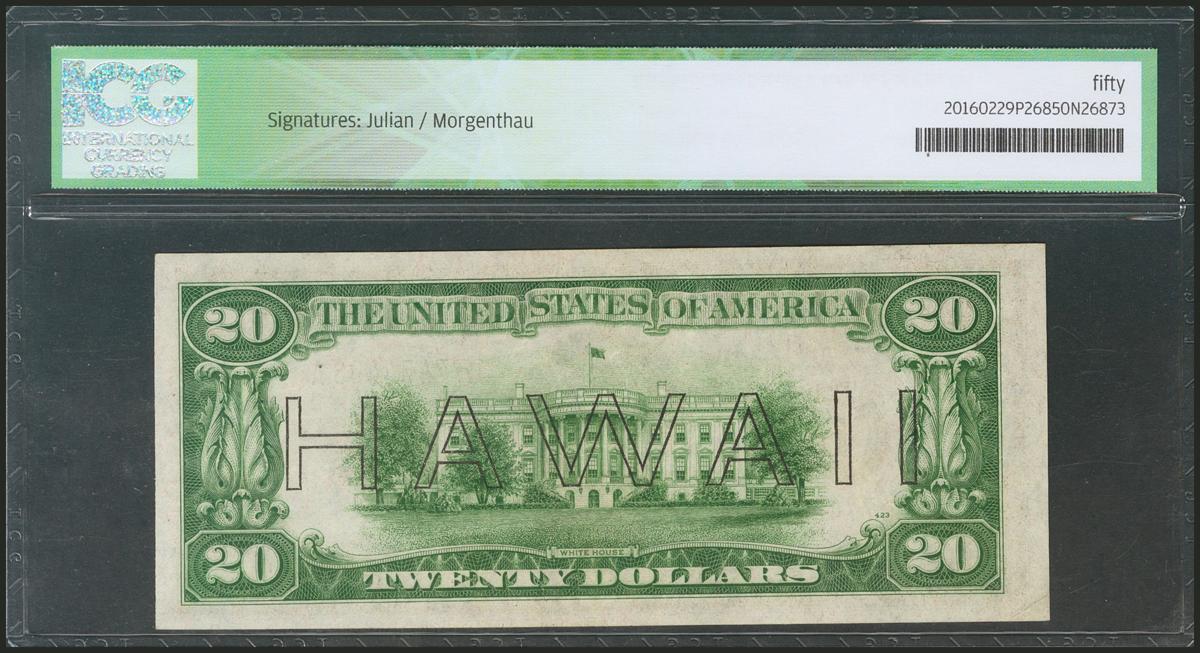 ICG
INTERNATIONAL
CURRENCY
GRADING
Signatures: Julian / Morgenthau
fifty
20160229P26850N26873
20 THE UNITED STATES OF AMERICA 20
HAWAII
423
WHITE HOUSE
20 TWENTY DOLLARS 20